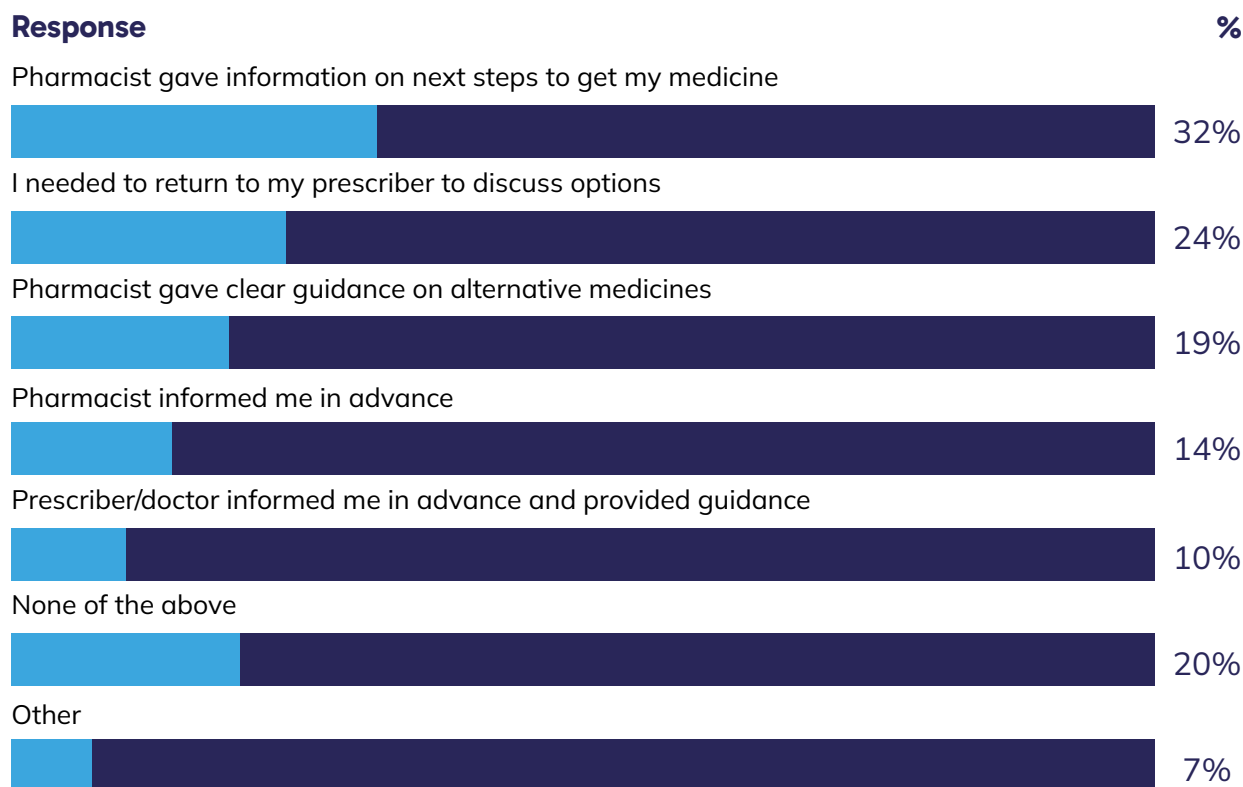 Response %
Pharmacist gave information on next steps to get my medicine
32%
I needed to return to my prescriber to discuss options
24%
Pharmacist gave clear guidance on alternative medicines
19%
Pharmacist informed me in advance
14%
Prescriber/doctor informed me in advance and provided guidance
10%
None of the above
20%
Other
7%